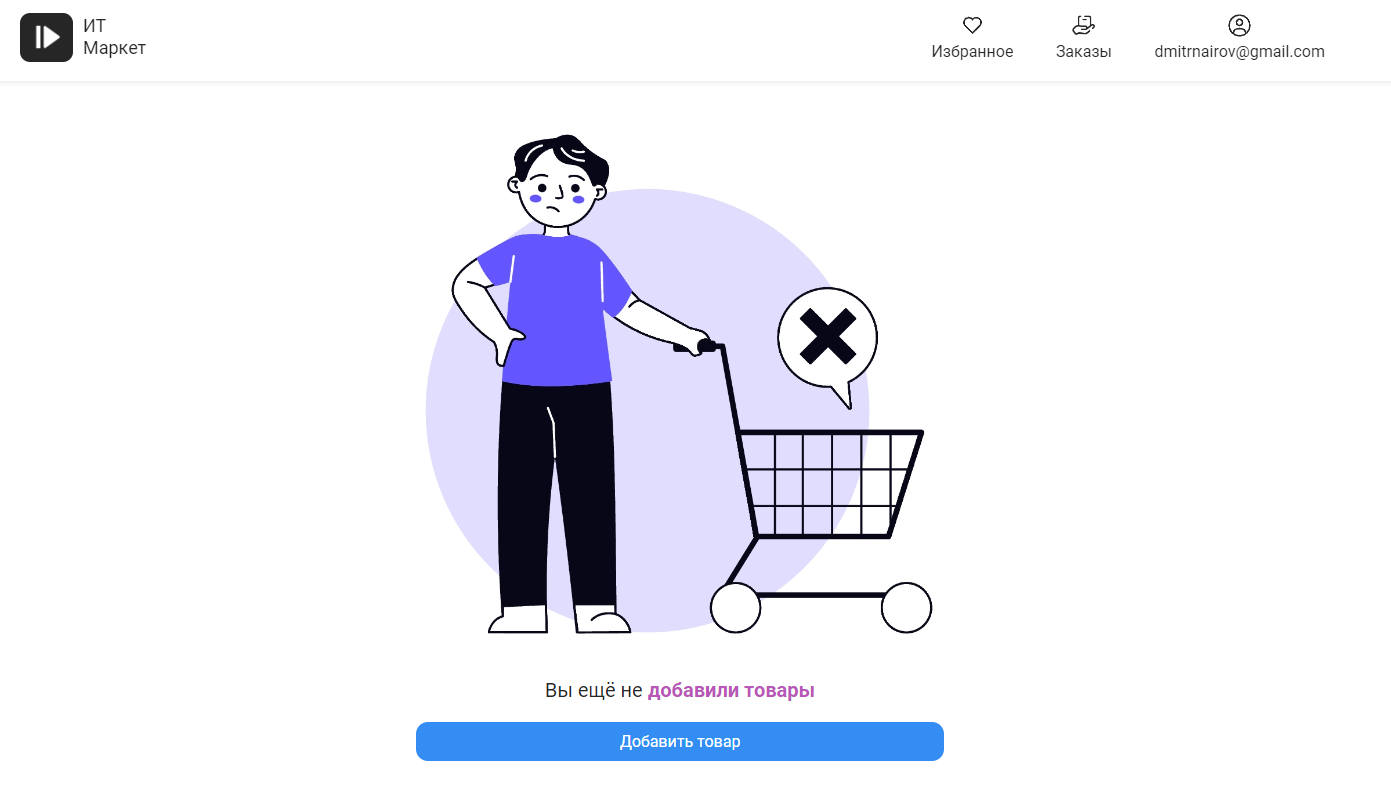 ИТ
Маркет
Избранное
Заказы
dmitrnairov@gmail.com
Вы ещё не добавили товары
Добавить товар